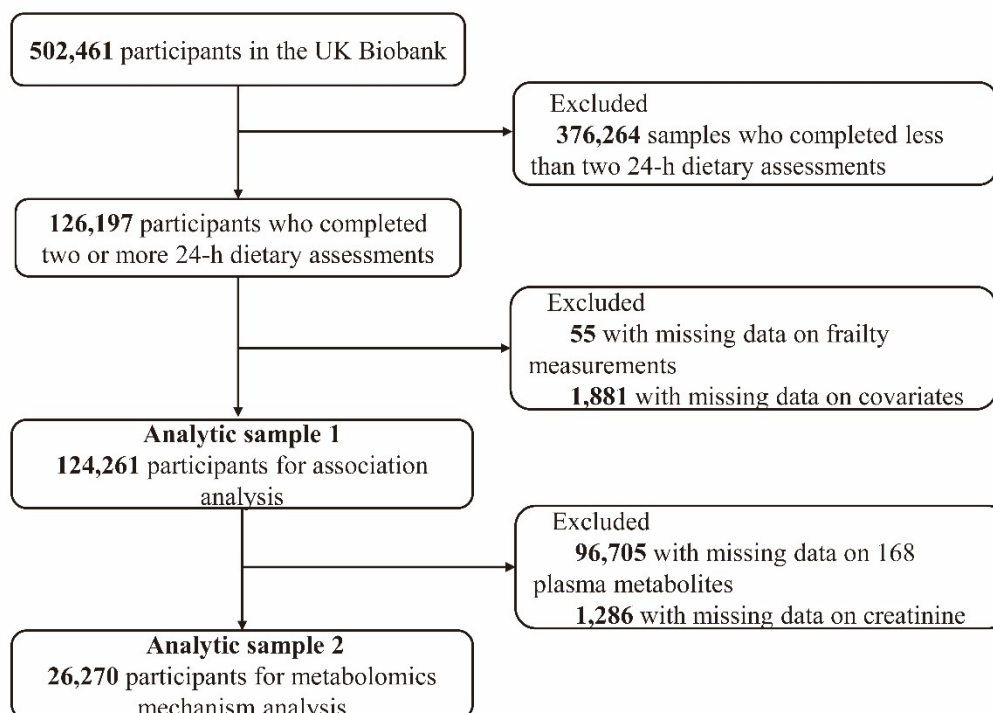 502,461 participants in the UK Biobank
Excluded
376,264 samples who completed less
than two 24-h dietary assessments
126,197 participants who completed
two or more 24-h dietary assessments
Excluded
55 with missing data on frailty
measurements
1,881 with missing data on covariates
Analytic sample 1
124,261 participants for association
analysis
Excluded
96,705 with missing data on 168
plasma metabolites
1,286 with missing data on creatinine
Analytic sample 2
26,270 participants for metabolomics
mechanism analysis